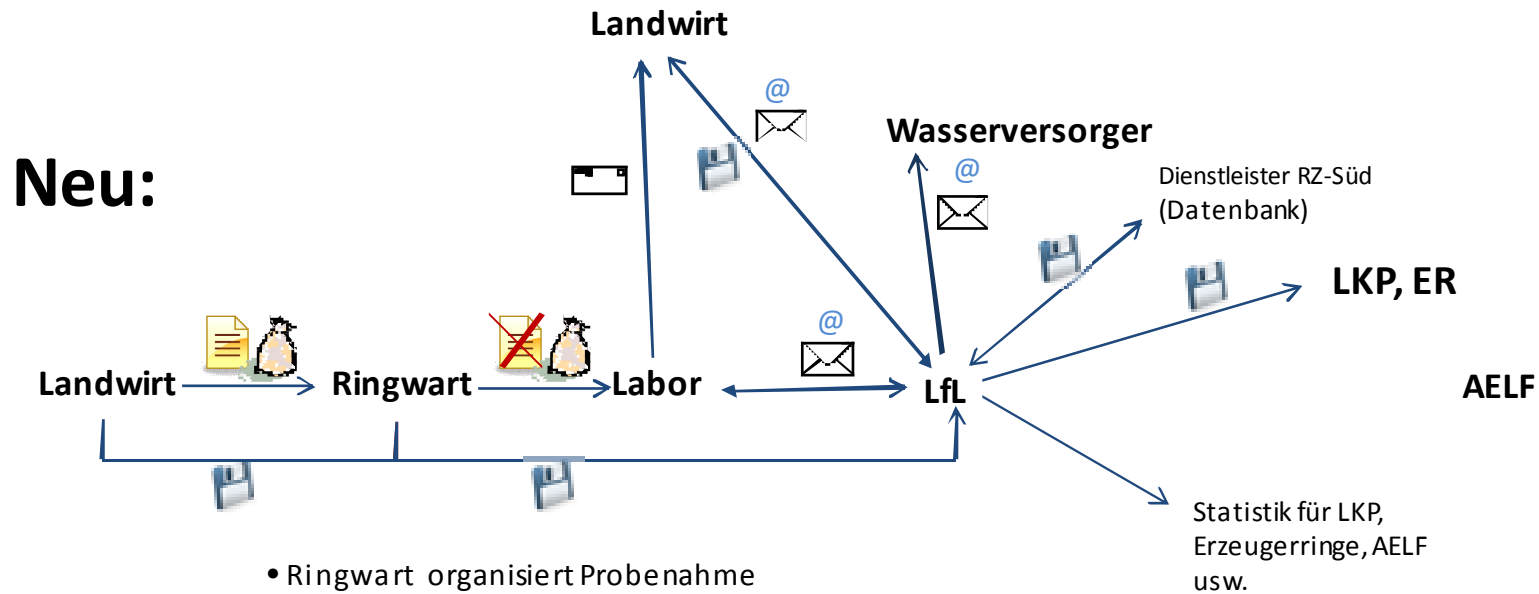 Landwirt
@
Wasserversorger
@
Neu:
Dienstleister RZ-Süd
(Datenbank)
LKP, ER
@
Landwirt
Ringwart
Labor
LfL
AELF
Statistik für LKP,
Erzeugerringe, AELF
usw.
• Ringwart organisiert Probenahme